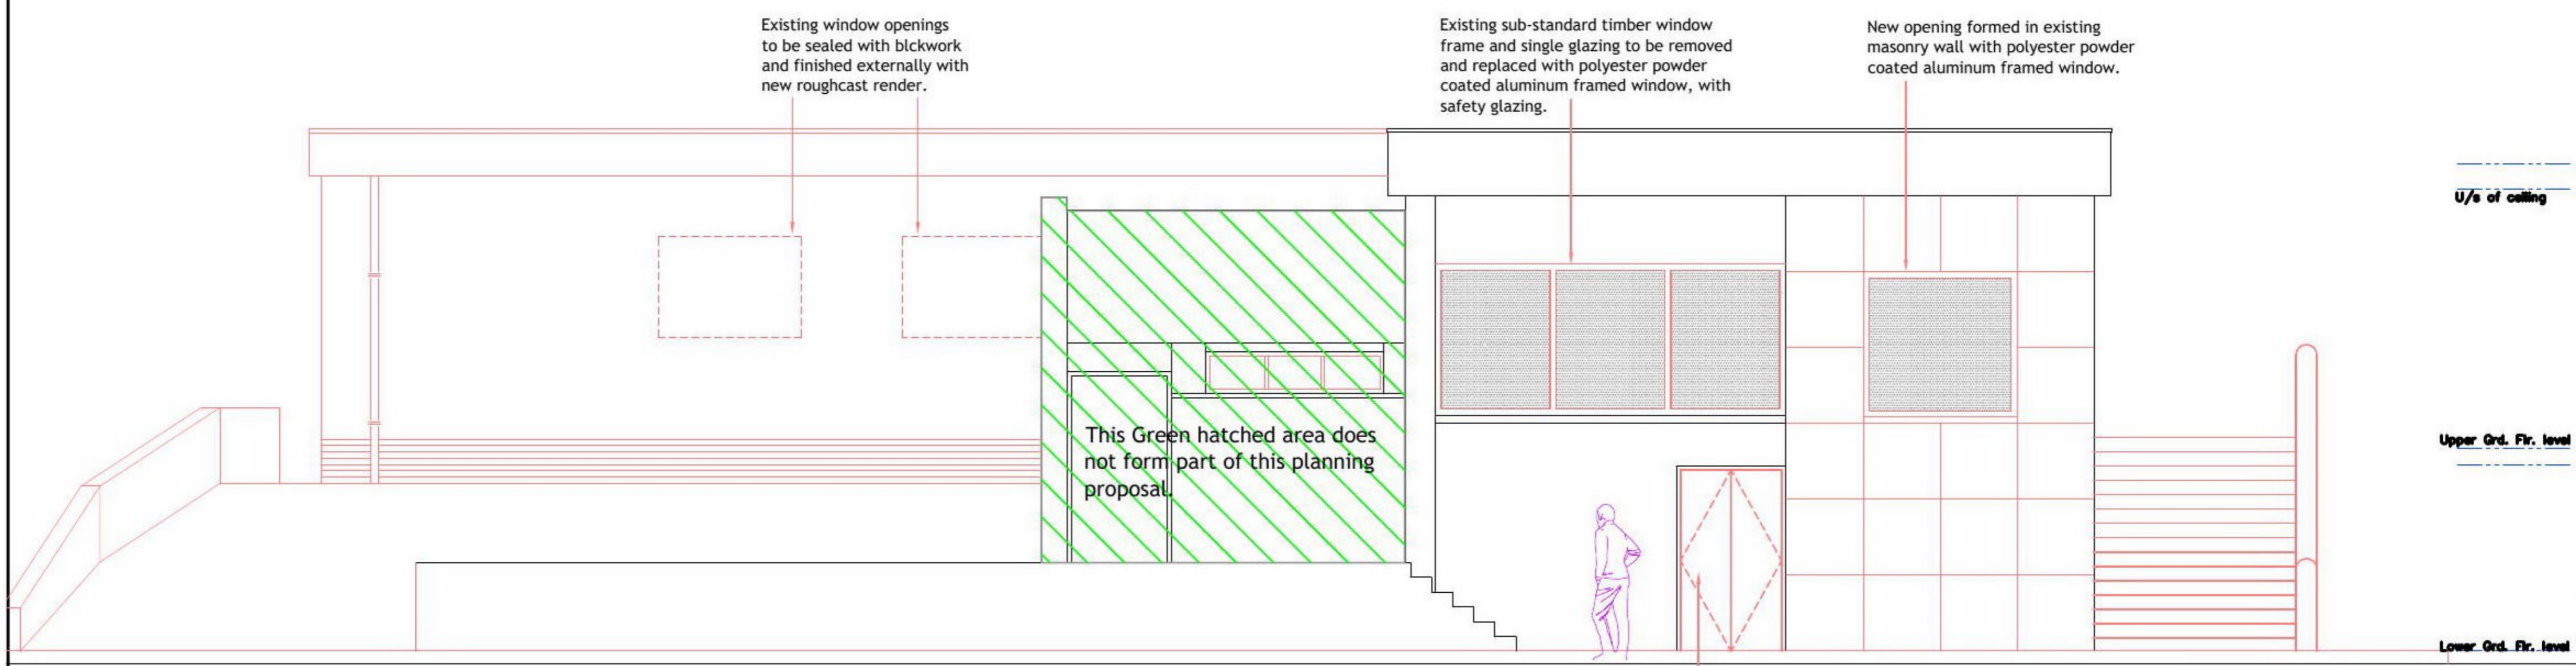 Existing window openings
to be sealed with blckwork
and finished externally with
new roughcast render.
Existing sub-standard timber window
frame and single glazing to be removed
and replaced with polyester powder
coated aluminum framed window, with
safety glazing.
New opening formed in existing
masonry wall with polyester powder
coated aluminum framed window.
U/s of ceiling
This Green hatched area does
not form part of this planning
proposal.
Upper Grd. Flr. level
Lower Grd. Flr. level